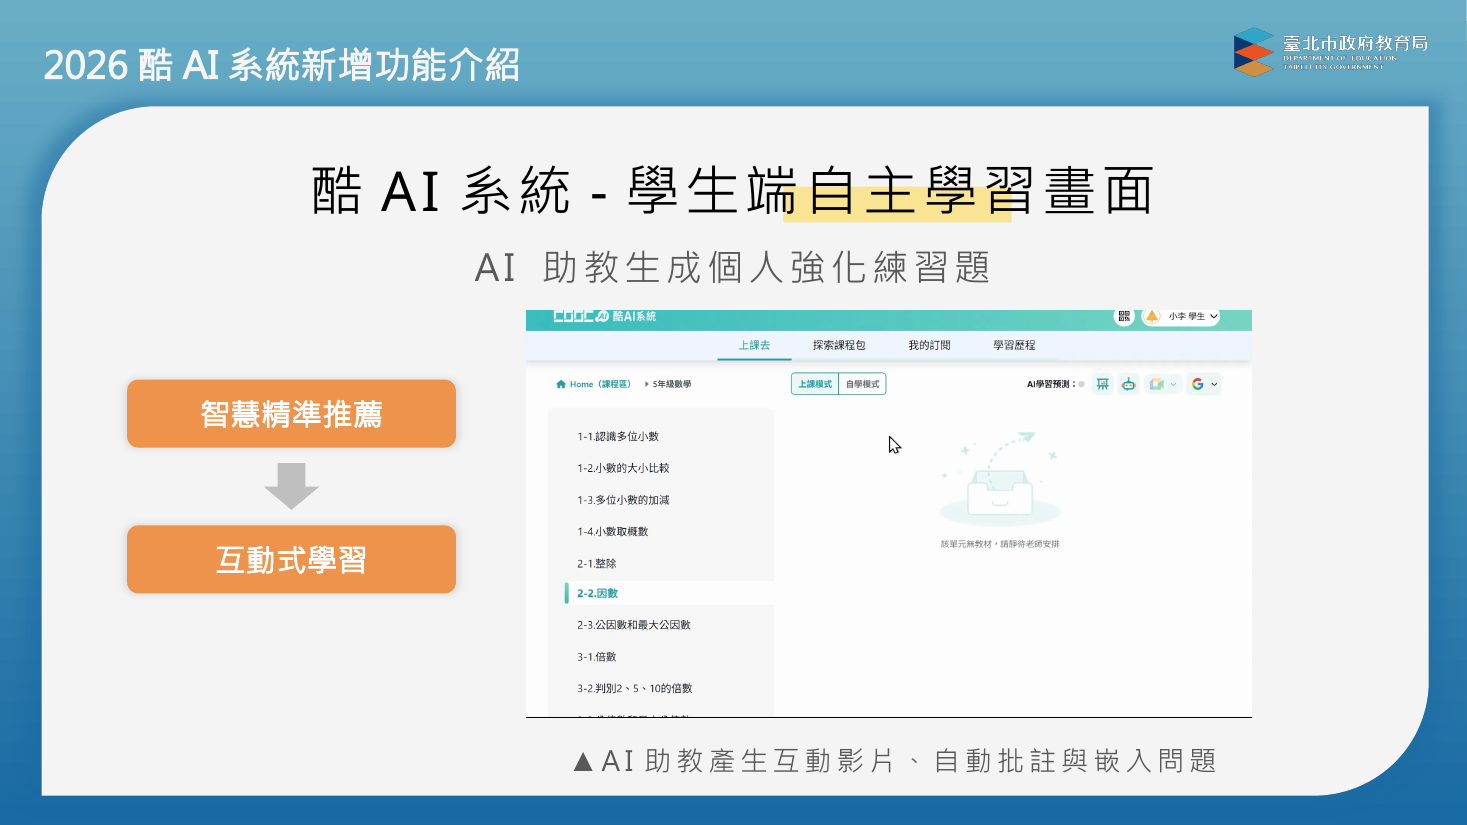 2026 酷 AI 系統新增功能介紹
臺北市政府教育局
DEPARTMENT OF EDUCATION
TAIPEI CITY GOVERNMENT
酷 AI 系統 - 學生端自主學習畫面
AI 助教生成個人強化練習題
智慧精準推薦
互動式學習
酷AI系統
小李 學生
上課去
探索課程包
我的訂閱
學習歷程
Home（課程區）
5年級數學
上課模式
自學模式
AI學習預測：
1-1.認識多位小數
1-2.小數的大小比較
1-3.多位小數的加減
1-4.小數取概數
2-1.整除
2-2.因數
2-3.公因數和最大公因數
3-1.倍數
3-2.判別2、5、10的倍數
該單元無教材，請靜待老師安排
▲AI 助教產生互動影片、自動批註與嵌入問題